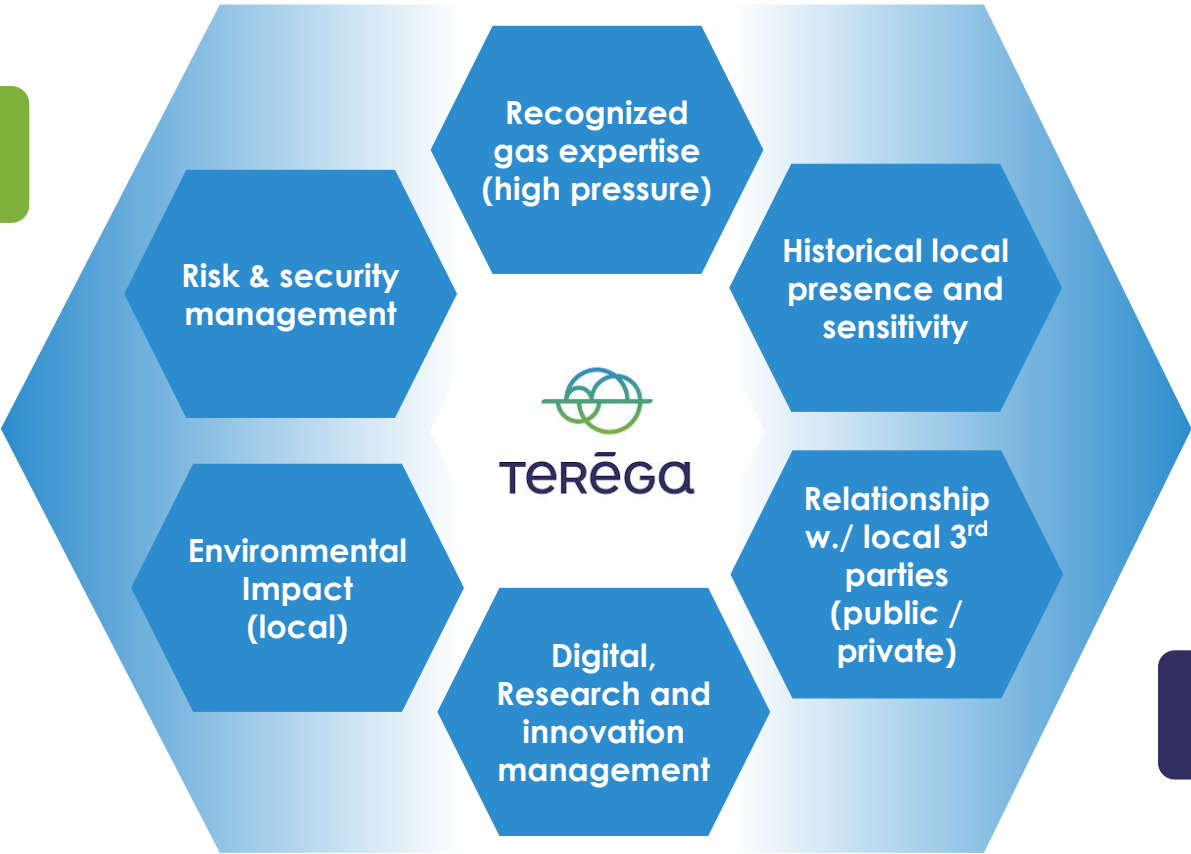 Recognized
gas expertise
(high pressure)
Risk & security
management
Historical local
presence and
sensitivity
TERĒGA
Environmental
Impact
(local)
Relationship
w./ local 3rd
parties
(public /
private)
Digital,
Research and
innovation
management